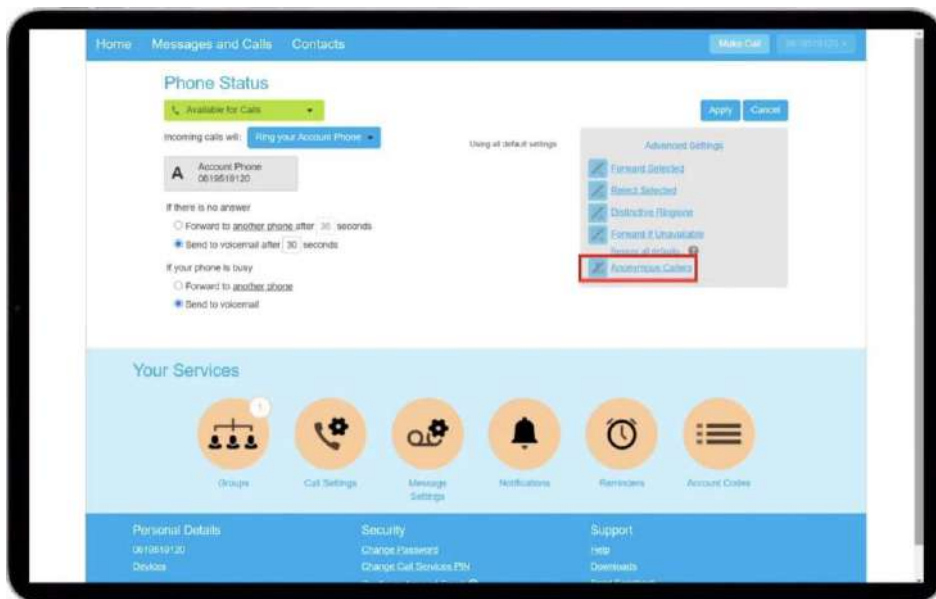 Home Messages and Calls Contacts
Make Call
Phone Status
Available for Calls
Apply Cancel
Incoming calls will: Ring your Account Phone
Using all default settings
Advanced Settings
A Account Phone
0619519120
Forward Selected
Reject Selected
Distinctive Ringing
Forward If Unavailable
Anonymous Callers
If there is no answer
Forward to another phone after 36 seconds
Send to voicemail after 30 seconds
If your phone is busy
Forward to another phone
Send to voicemail
Your Services
1
Groups
Call Settings
Message
Settings
Notifications
Reminders
Account Codes
Personal Details
0619519120
Devices
Security
Change Password
Change Call Services PIN
Support
Help
Downloads